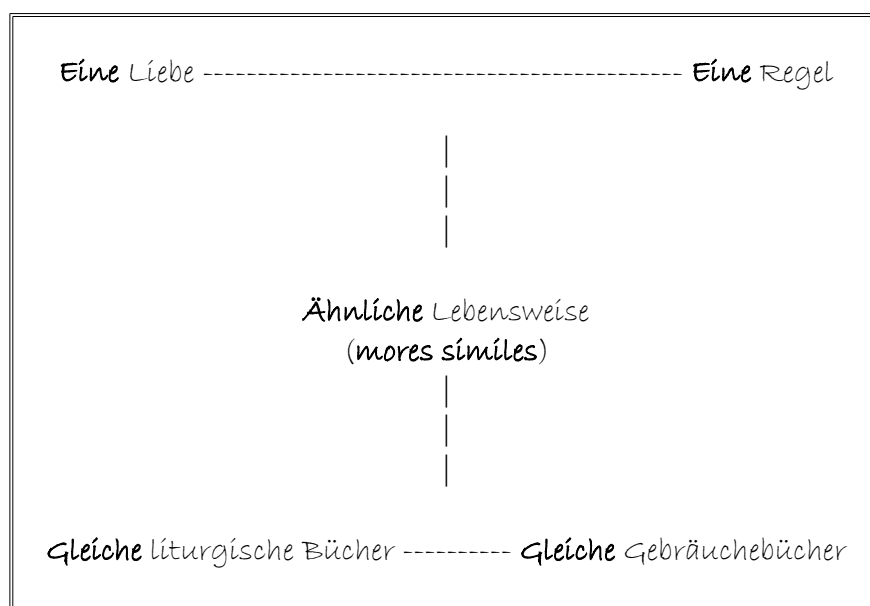 Eine Liebe ------------------------------------------- Eine Regel
|
|
|
Ähnliche Lebensweise
(mores similes)
|
|
|
Gleiche liturgische Bücher ---------- Gleiche Gebräuchebücher